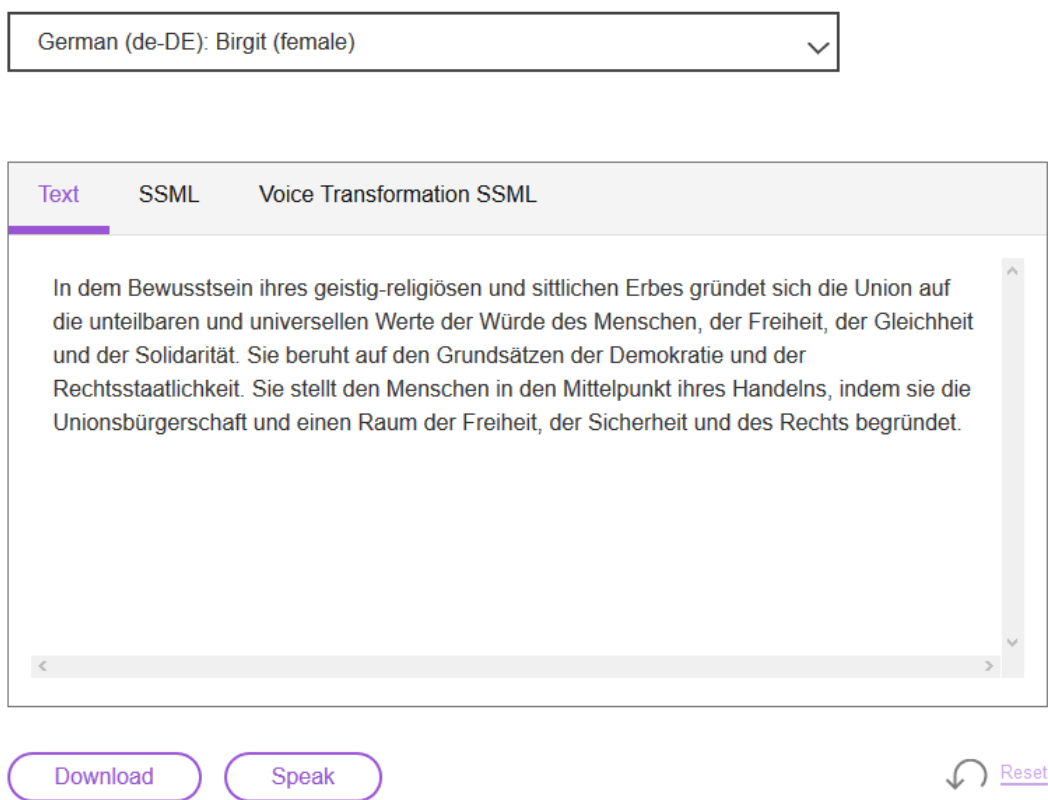 German (de-DE): Birgit (female)
Text SSML Voice Transformation SSML
In dem Bewusstsein ihres geistig-religiösen und sittlichen Erbes gründet sich die Union auf
die unteilbaren und universellen Werte der Würde des Menschen, der Freiheit, der Gleichheit
und der Solidarität. Sie beruht auf den Grundsätzen der Demokratie und der
Rechtsstaatlichkeit. Sie stellt den Menschen in den Mittelpunkt ihres Handelns, indem sie die
Unionsbürgerschaft und einen Raum der Freiheit, der Sicherheit und des Rechts begründet.
Download Speak Reset